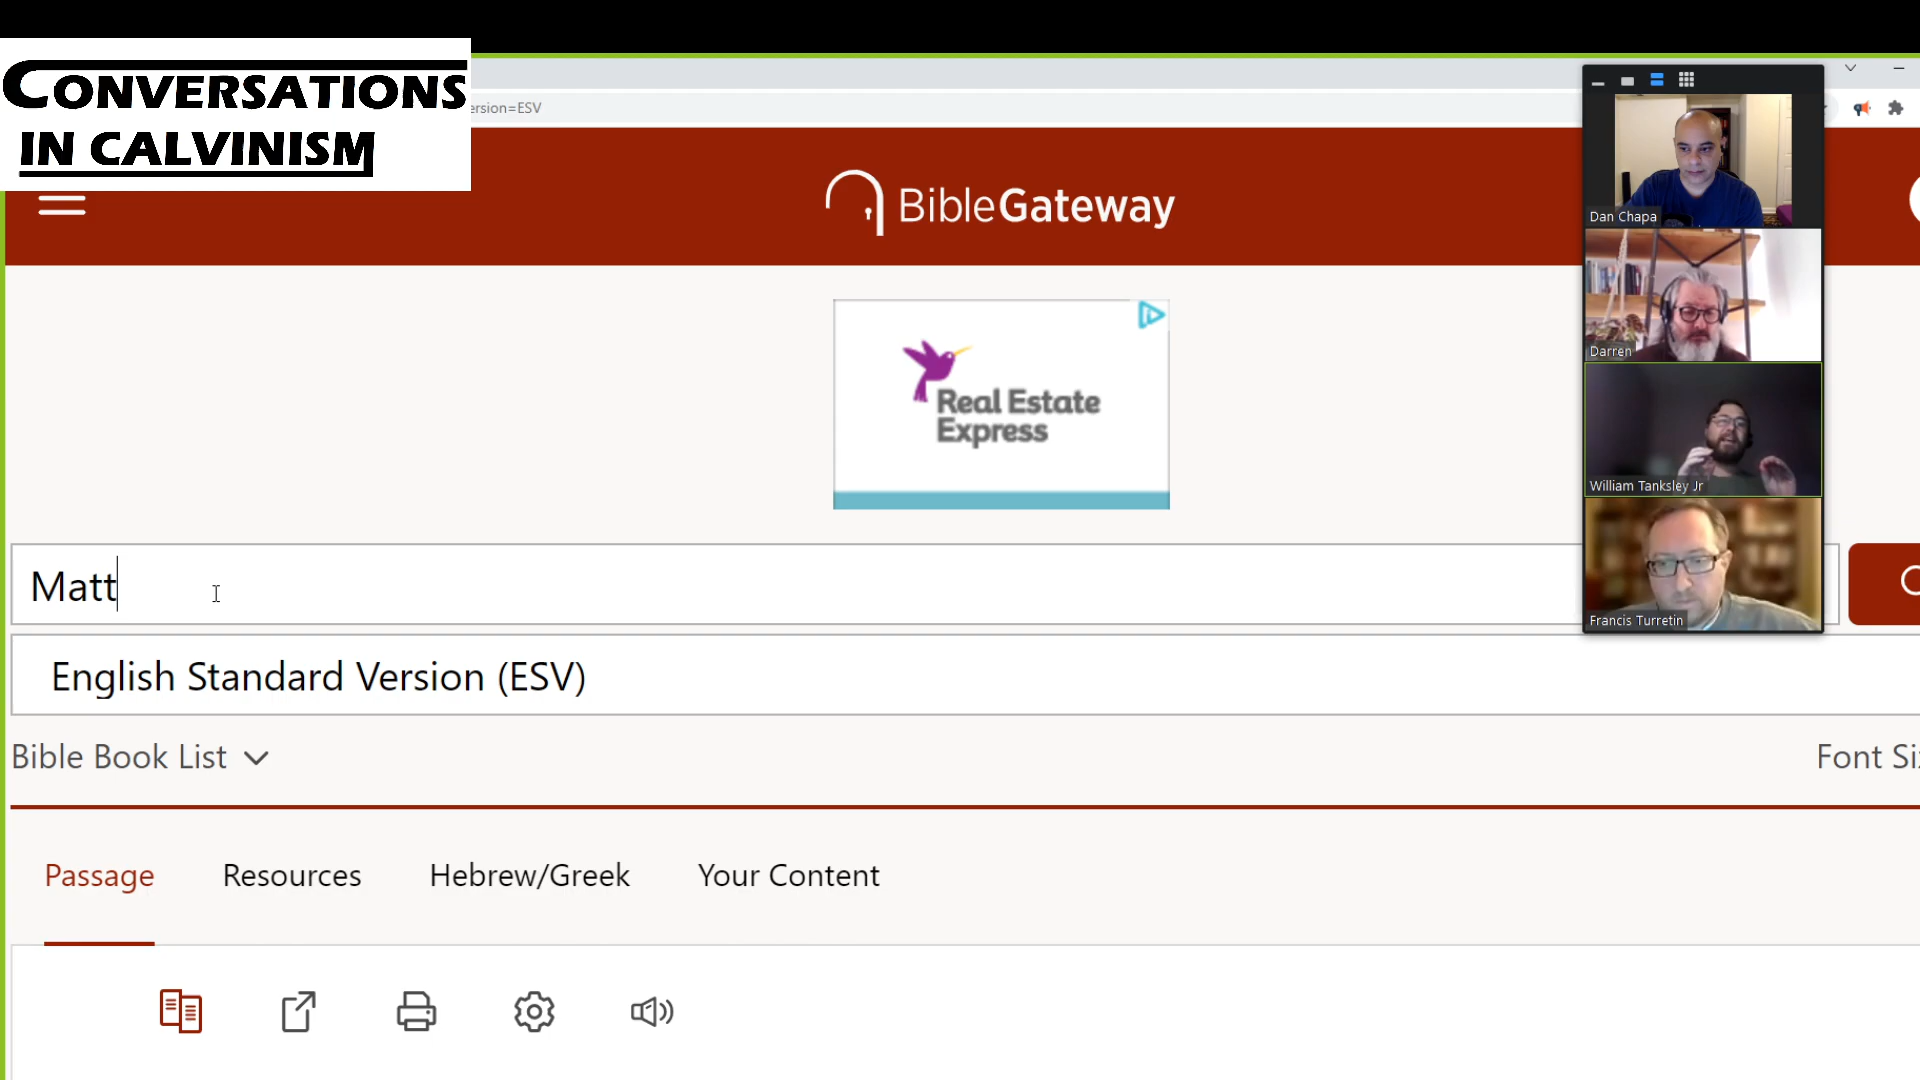 CONVERSATIONS
IN CALVINISM
ersion=ESV
BibleGateway
Real Estate
Express
Matt
English Standard Version (ESV)
Bible Book List
Font Si
Passage
Resources
Hebrew/Greek
Your Content
Dan Chapa
Darren
William Tanksley Jr
Francis Turretin